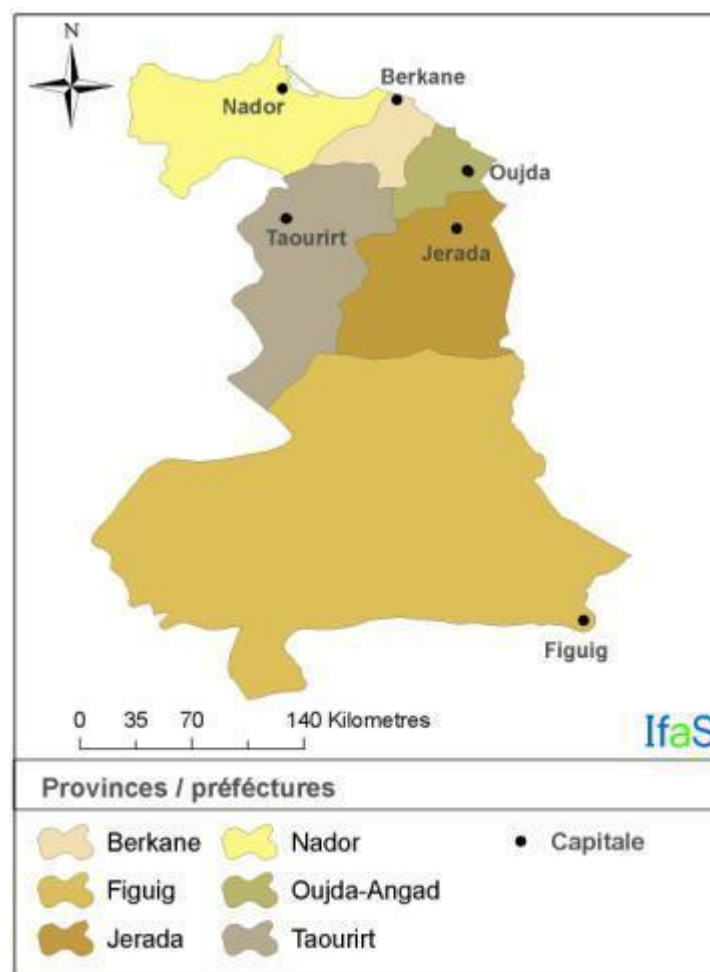 N
Berkane
Nador
Oujda
Taourirt
Jerada
Figuig
0 35 70 140 Kilometres
IfaS
Provinces / préféctures
Berkane Nador Capitale
Figuig Oujda-Angad
Jerada Taourirt